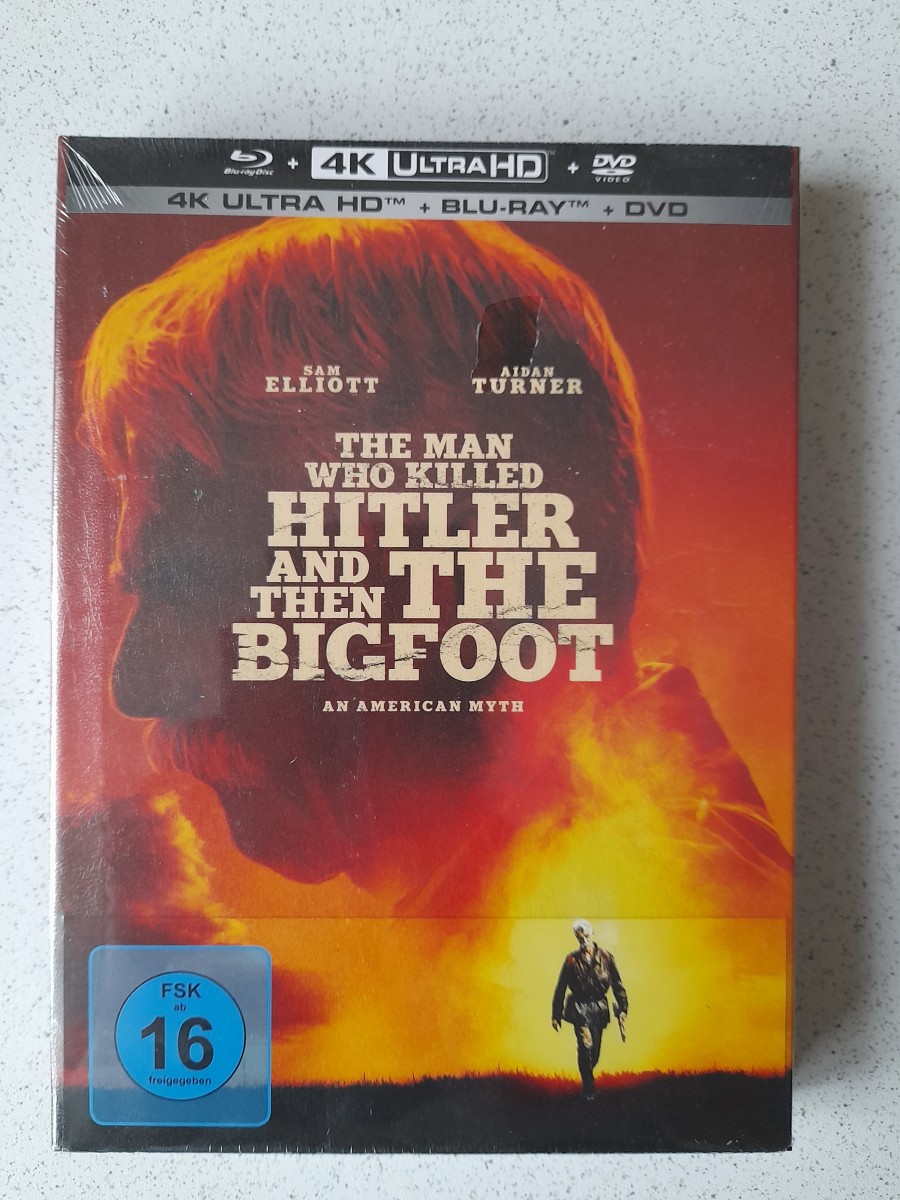 Blu-ray Disc + 4K ULTRA HD™ + DVD VIDEO
4K ULTRA HD™ + BLU-RAY™ + DVD
SAM
ELLIOTT
AIDAN
TURNER
THE MAN
WHO KILLED
HITLER
AND
THEN
THE
BIGFOOT
AN AMERICAN MYTH
FSK
ab
16
freigegeben